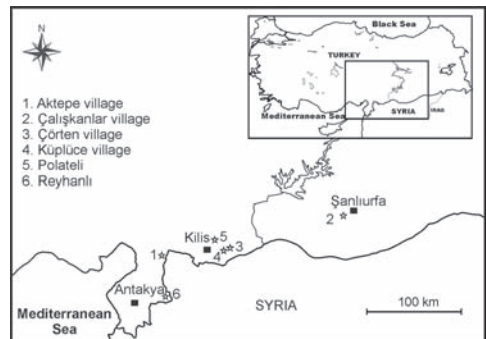 N
1. Aktepe village
2. Çalışkanlar village
3. Çörten village
4. Küplüce village
5. Polateli
6. Reyhanlı
Black Sea
TURKEY
Mediterranean Sea
SYRIA
IRAQ
Şanlıurfa
2
Kilis
5
4
3
1
Antakya
6
Mediterranean
Sea
SYRIA
100 km